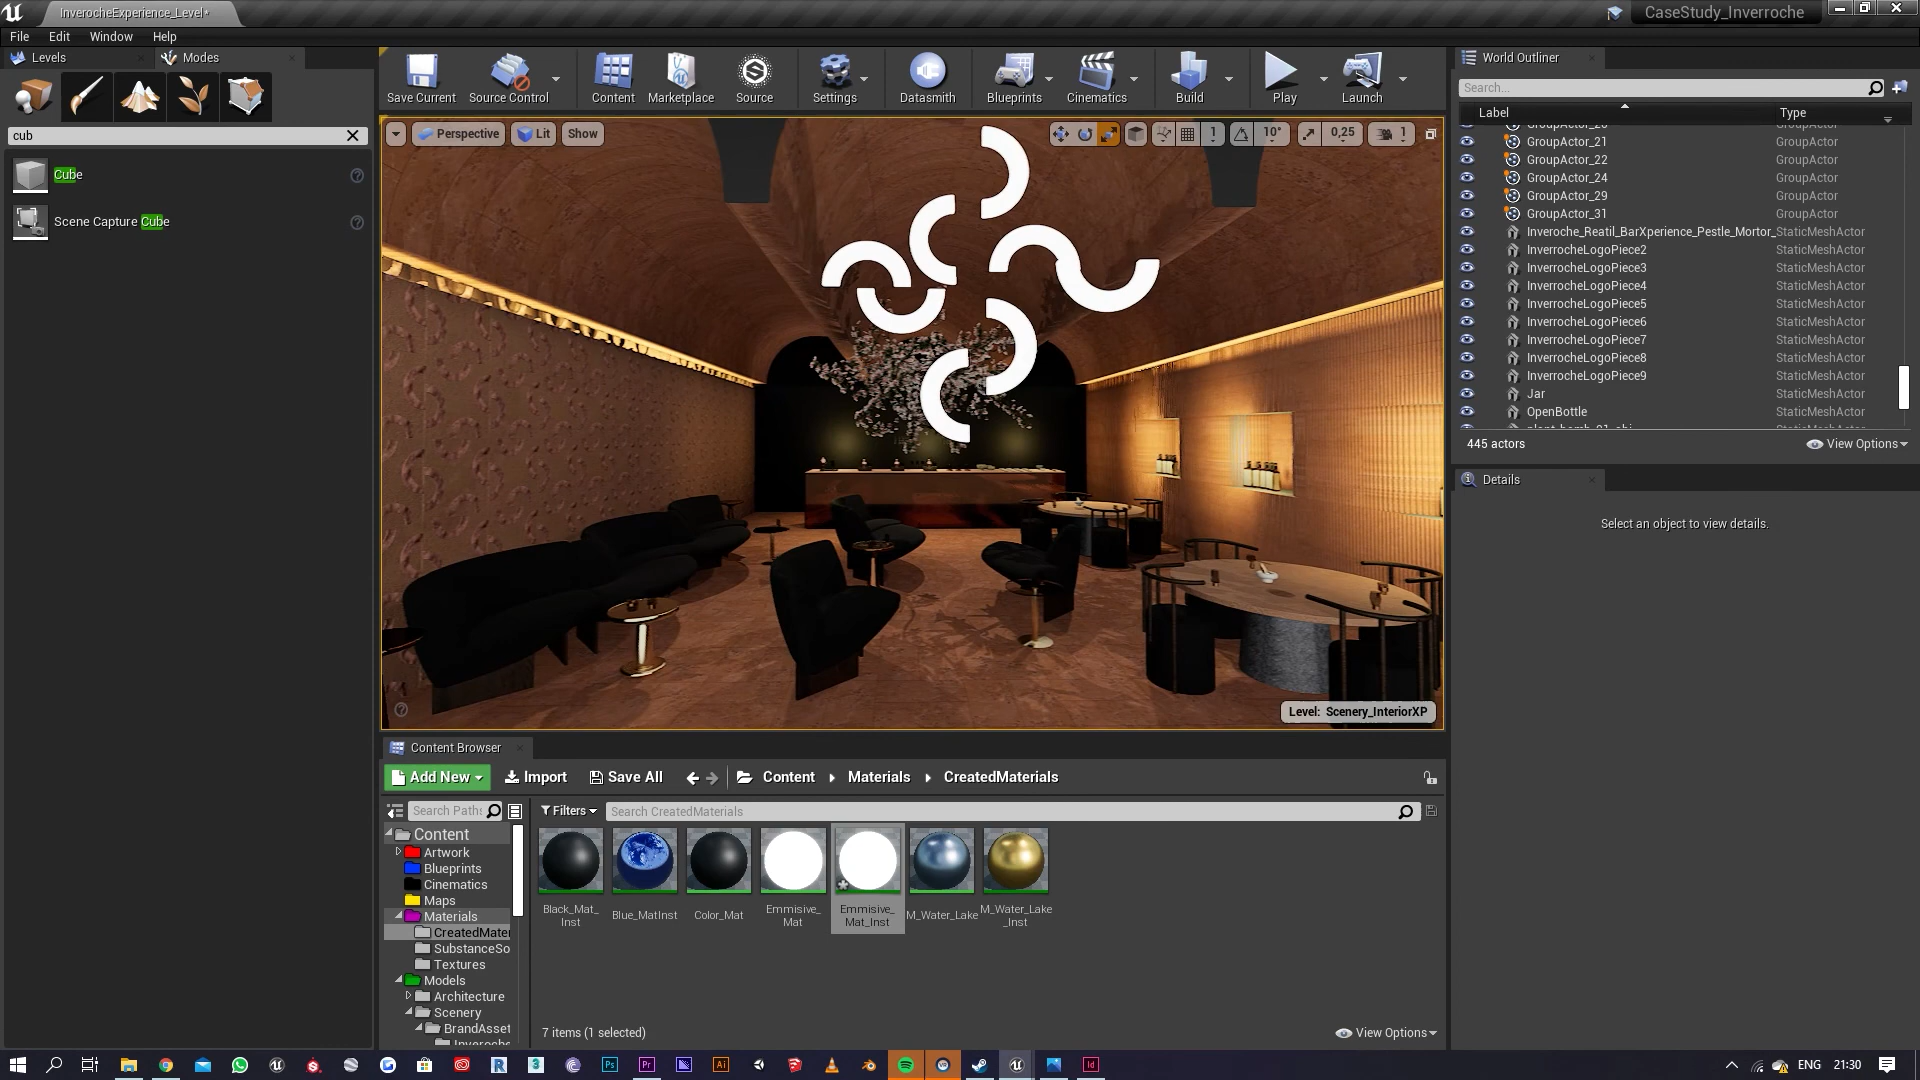 InverocheExperience_Level*
CaseStudy_Inverroche
File Edit Window Help
Levels
Modes
cub
Cube
Scene Capture Cube
Save Current
Source Control
Content
Marketplace
Source
Settings
Datasmith
Blueprints
Cinematics
Build
Play
Launch
Perspective
Lit
Show
1
10°
0,25
1
Level: Scenery_InteriorXP
World Outliner
Search...
Label Type
GroupActor_20 GroupActor
GroupActor_21 GroupActor
GroupActor_22 GroupActor
GroupActor_24 GroupActor
GroupActor_29 GroupActor
GroupActor_31 GroupActor
Inveroche_Reatil_BarXperience_Pestle_Mortor_ StaticMeshActor
InverrocheLogoPiece2 StaticMeshActor
InverrocheLogoPiece3 StaticMeshActor
InverrocheLogoPiece4 StaticMeshActor
InverrocheLogoPiece5 StaticMeshActor
InverrocheLogoPiece6 StaticMeshActor
InverrocheLogoPiece7 StaticMeshActor
InverrocheLogoPiece8 StaticMeshActor
InverrocheLogoPiece9 StaticMeshActor
Jar StaticMeshActor
OpenBottle StaticMeshActor
445 actors
View Options
Details
Select an object to view details.
Content Browser
Add New
Import
Save All
Content
Materials
CreatedMaterials
Search Paths
Filters
Search CreatedMaterials
Content
Artwork
Blueprints
Cinematics
Maps
Materials
CreatedMater
SubstanceSo
Textures
Models
Architecture
Scenery
BrandAsset
Black_Mat_
Inst
Blue_MatInst
Color_Mat
Emmisive_
Mat
Emmisive_
Mat_Inst
M_Water_Lake
M_Water_Lake
_Inst
7 items (1 selected)
View Options
ENG
21:30